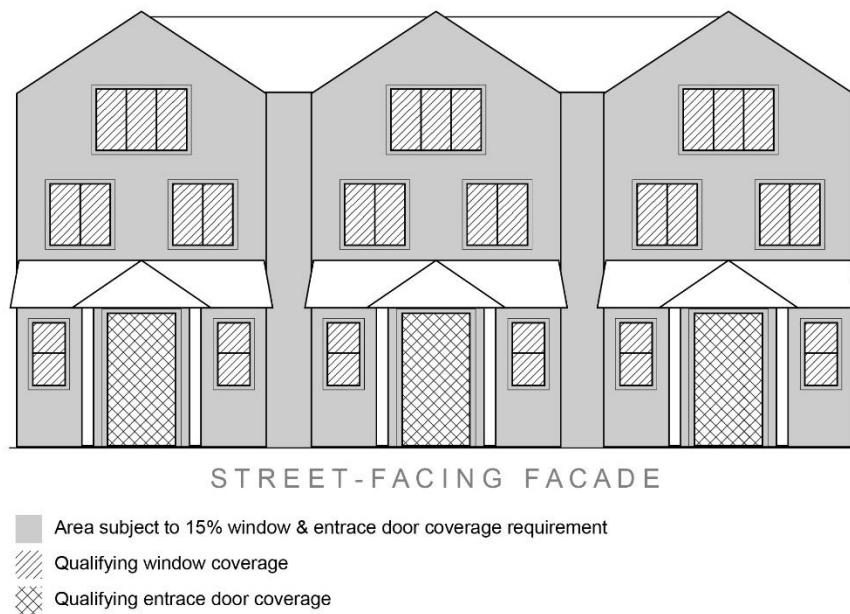 STREET-FACING FACADE
Area subject to 15% window & entrace door coverage requirement
Qualifying window coverage
Qualifying entrace door coverage